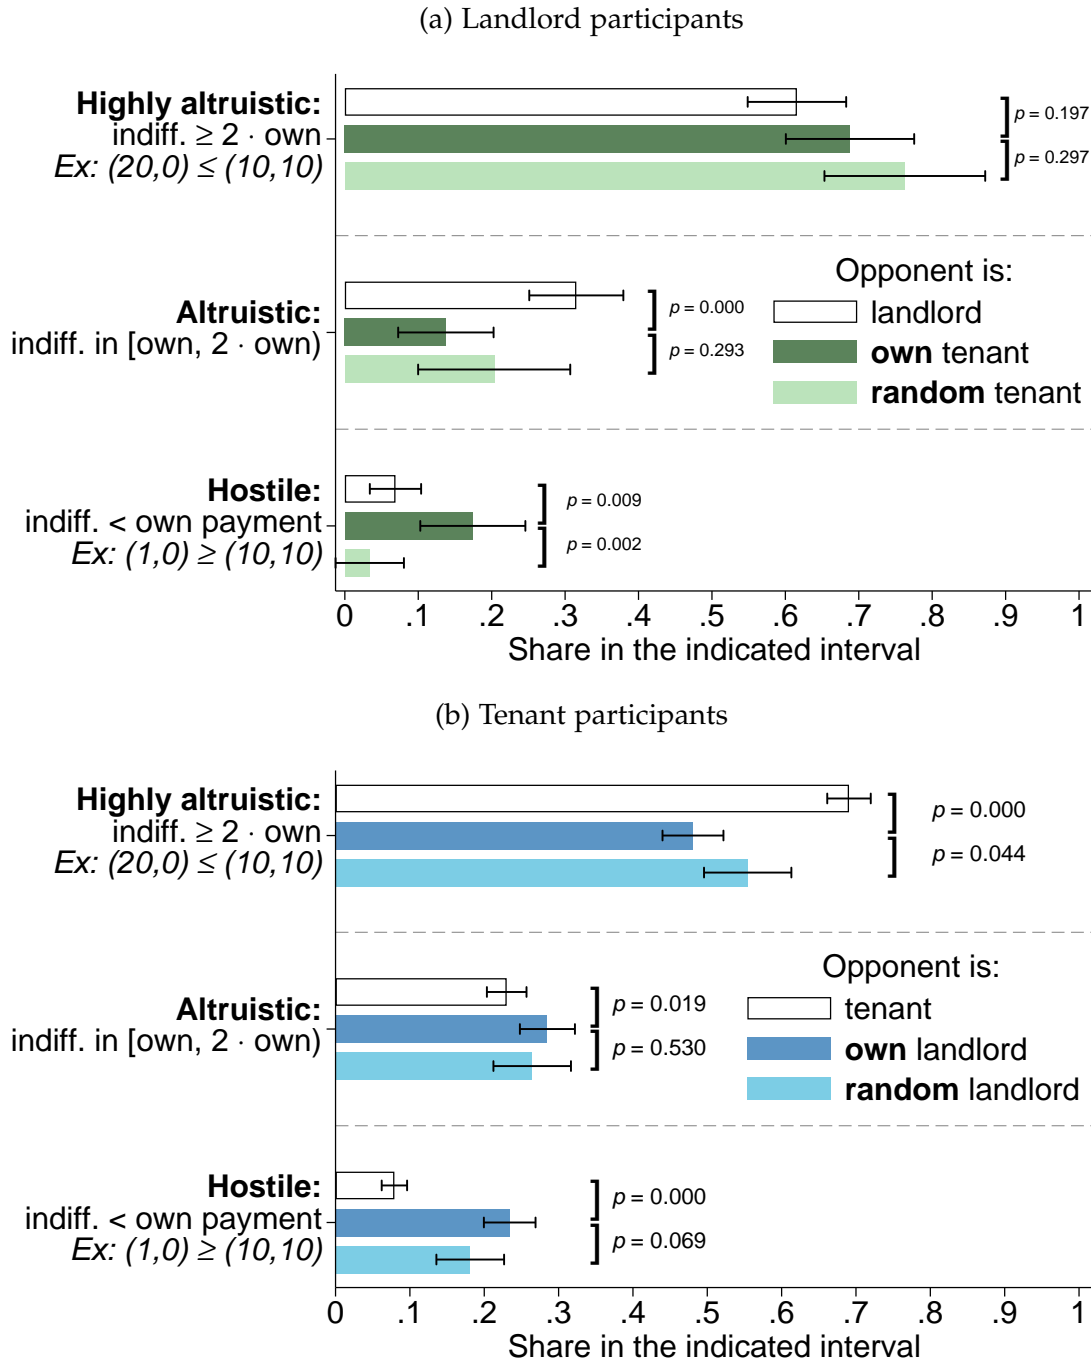 (a) Landlord participants
Highly altruistic:
indiff. ≥ 2 · own
Ex: (20,0) ≤ (10,10)
p = 0.197
p = 0.297
Altruistic:
indiff. in [own, 2 · own)
p = 0.000
p = 0.293
Opponent is:
landlord
own tenant
random tenant
Hostile:
indiff. < own payment
Ex: (1,0) ≥ (10,10)
p = 0.009
p = 0.002
0 .1 .2 .3 .4 .5 .6 .7 .8 .9 1
Share in the indicated interval
(b) Tenant participants
Highly altruistic:
indiff. ≥ 2 · own
Ex: (20,0) ≤ (10,10)
p = 0.000
p = 0.044
Altruistic:
indiff. in [own, 2 · own)
p = 0.019
p = 0.530
Opponent is:
tenant
own landlord
random landlord
Hostile:
indiff. < own payment
Ex: (1,0) ≥ (10,10)
p = 0.000
p = 0.069
0 .1 .2 .3 .4 .5 .6 .7 .8 .9 1
Share in the indicated interval